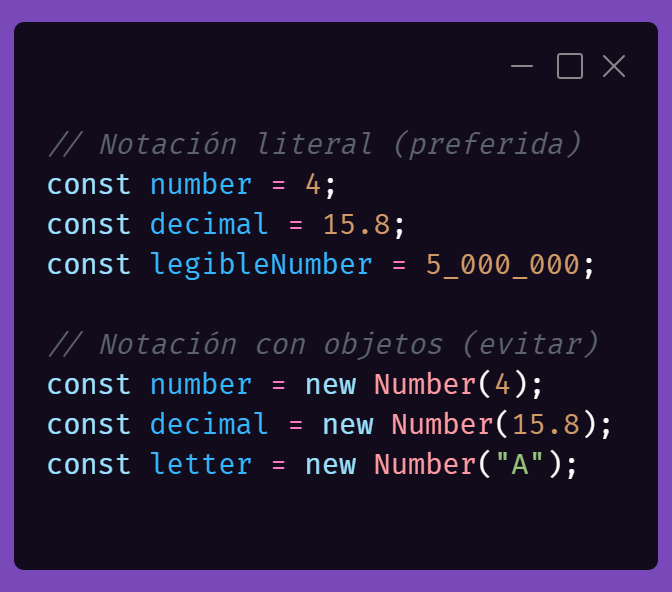 // Notación literal (preferida)
const number = 4;
const decimal = 15.8;
const legibleNumber = 5_000_000;
// Notación con objetos (evitar)
const number = new Number(4);
const decimal = new Number(15.8);
const letter = new Number("A");